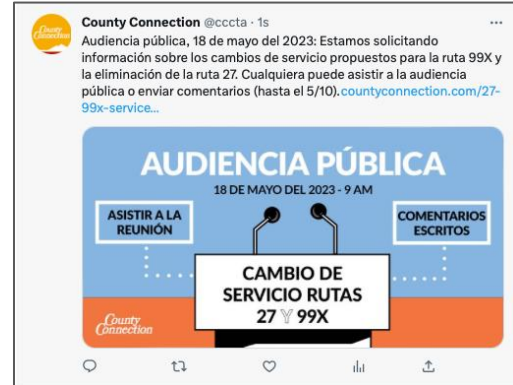 County Connection
County Connection @cccta · 1s
Audiencia pública, 18 de mayo del 2023: Estamos solicitando
información sobre los cambios de servicio propuestos para la ruta 99X y
la eliminación de la ruta 27. Cualquiera puede asistir a la audiencia
pública o enviar comentarios (hasta el 5/10).countyconnection.com/27-
99x-service...
AUDIENCIA PÚBLICA
18 DE MAYO DEL 2023 - 9 AM
ASISTIR A LA
REUNIÓN
COMENTARIOS
ESCRITOS
CAMBIO DE
SERVICIO RUTAS
27 Y 99X
County
Connection